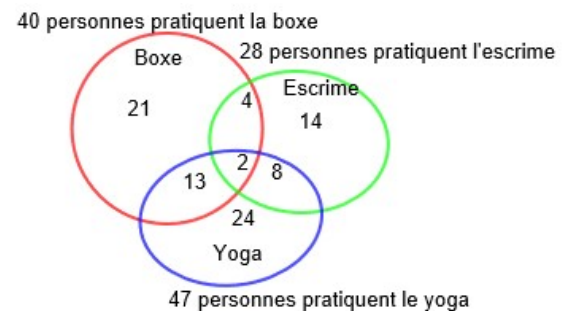 40 personnes pratiquent la boxe
28 personnes pratiquent l'escrime
Boxe
Escrime
21
4
14
2
8
13
24
Yoga
47 personnes pratiquent le yoga